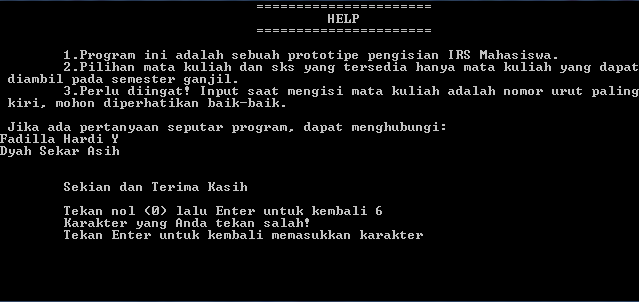 ======================
HELP
======================
1.Program ini adalah sebuah prototipe pengisian IRS Mahasiswa.
2.Pilihan mata kuliah dan sks yang tersedia hanya mata kuliah yang dapat
diambil pada semester ganjil.
3.Perlu diingat! Input saat mengisi mata kuliah adalah nomor urut paling
kiri, mohon diperhatikan baik-baik.
Jika ada pertanyaan seputar program, dapat menghubungi:
Fadilla Hardi Y
Dyah Sekar Asih
Sekian dan Terima Kasih
Tekan nol (0) lalu Enter untuk kembali 6
Karakter yang Anda tekan salah!
Tekan Enter untuk kembali memasukkan karakter